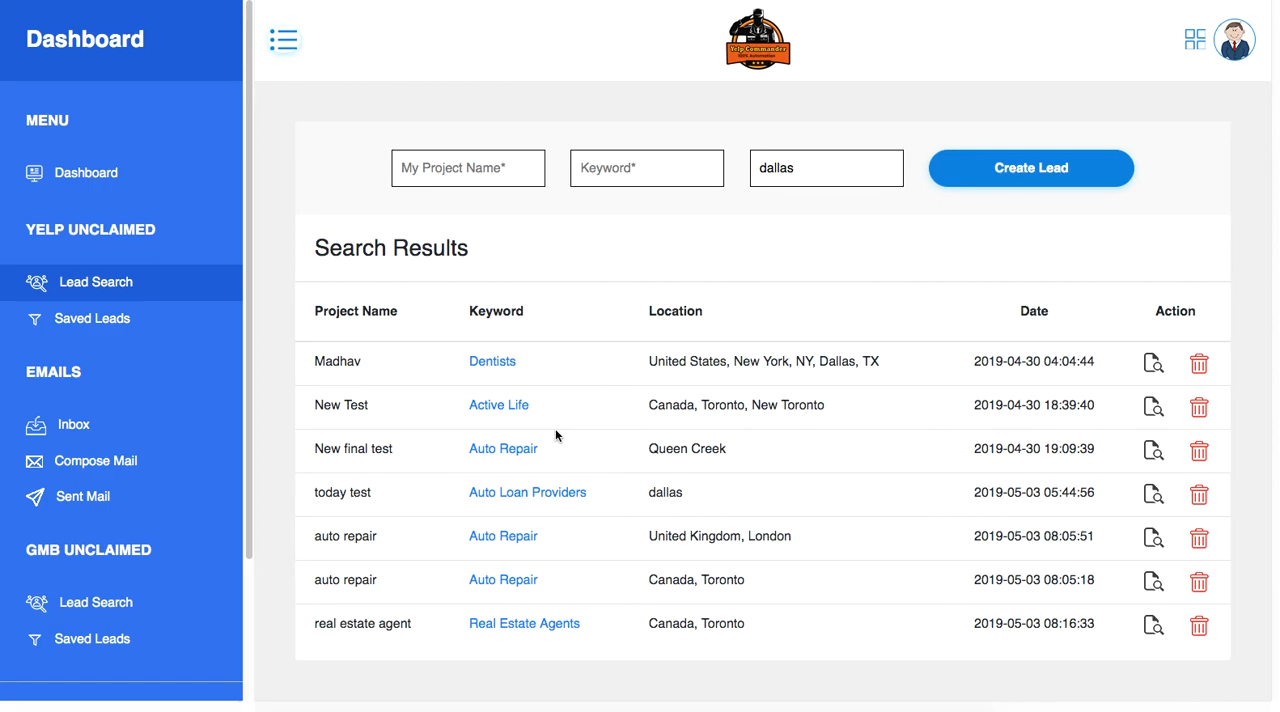 Dashboard
MENU
Dashboard
YELP UNCLAIMED
Lead Search
Saved Leads
EMAILS
Inbox
Compose Mail
Sent Mail
GMB UNCLAIMED
Lead Search
Saved Leads
Yelp Commander
100% Automation
My Project Name* Keyword* dallas Create Lead
Search Results
Project Name Keyword Location Date Action
Madhav Dentists United States, New York, NY, Dallas, TX 2019-04-30 04:04:44
New Test Active Life Canada, Toronto, New Toronto 2019-04-30 18:39:40
New final test Auto Repair Queen Creek 2019-04-30 19:09:39
today test Auto Loan Providers dallas 2019-05-03 05:44:56
auto repair Auto Repair United Kingdom, London 2019-05-03 08:05:51
auto repair Auto Repair Canada, Toronto 2019-05-03 08:05:18
real estate agent Real Estate Agents Canada, Toronto 2019-05-03 08:16:33